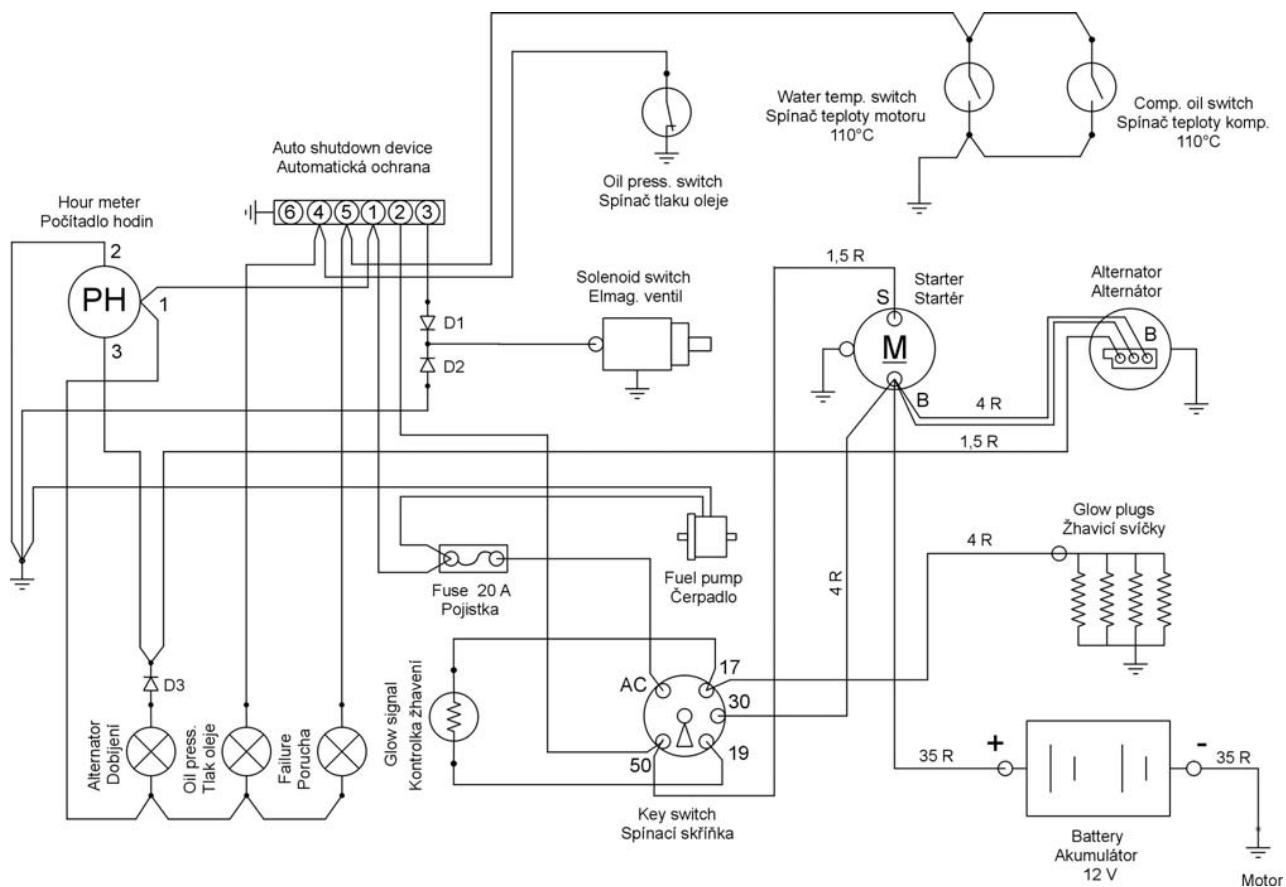 Water temp. switch
Spínač teploty motoru
110°C
Comp. oil switch
Spínač teploty komp.
110°C
Oil press. switch
Spínač tlaku oleje
Auto shutdown device
Automatická ochrana
6 4 5 1 2 3
Hour meter
Počítadlo hodin
2
PH
1
3
D1
D2
Solenoid switch
Elmag. ventil
1,5 R
S
Starter
Startér
M
B
Alternator
Alternátor
B
4 R
1,5 R
Fuse 20 A
Pojistka
Fuel pump
Čerpadlo
4 R
4 R
Glow plugs
Žhavicí svíčky
D3
Alternator
Dobíjení
Oil press.
Tlak oleje
Failure
Porucha
Glow signal
Kontrolka žhavení
AC
17
30
19
50
Key switch
Spínací skříňka
35 R
+
-
35 R
Battery
Akumulátor
12 V
Motor